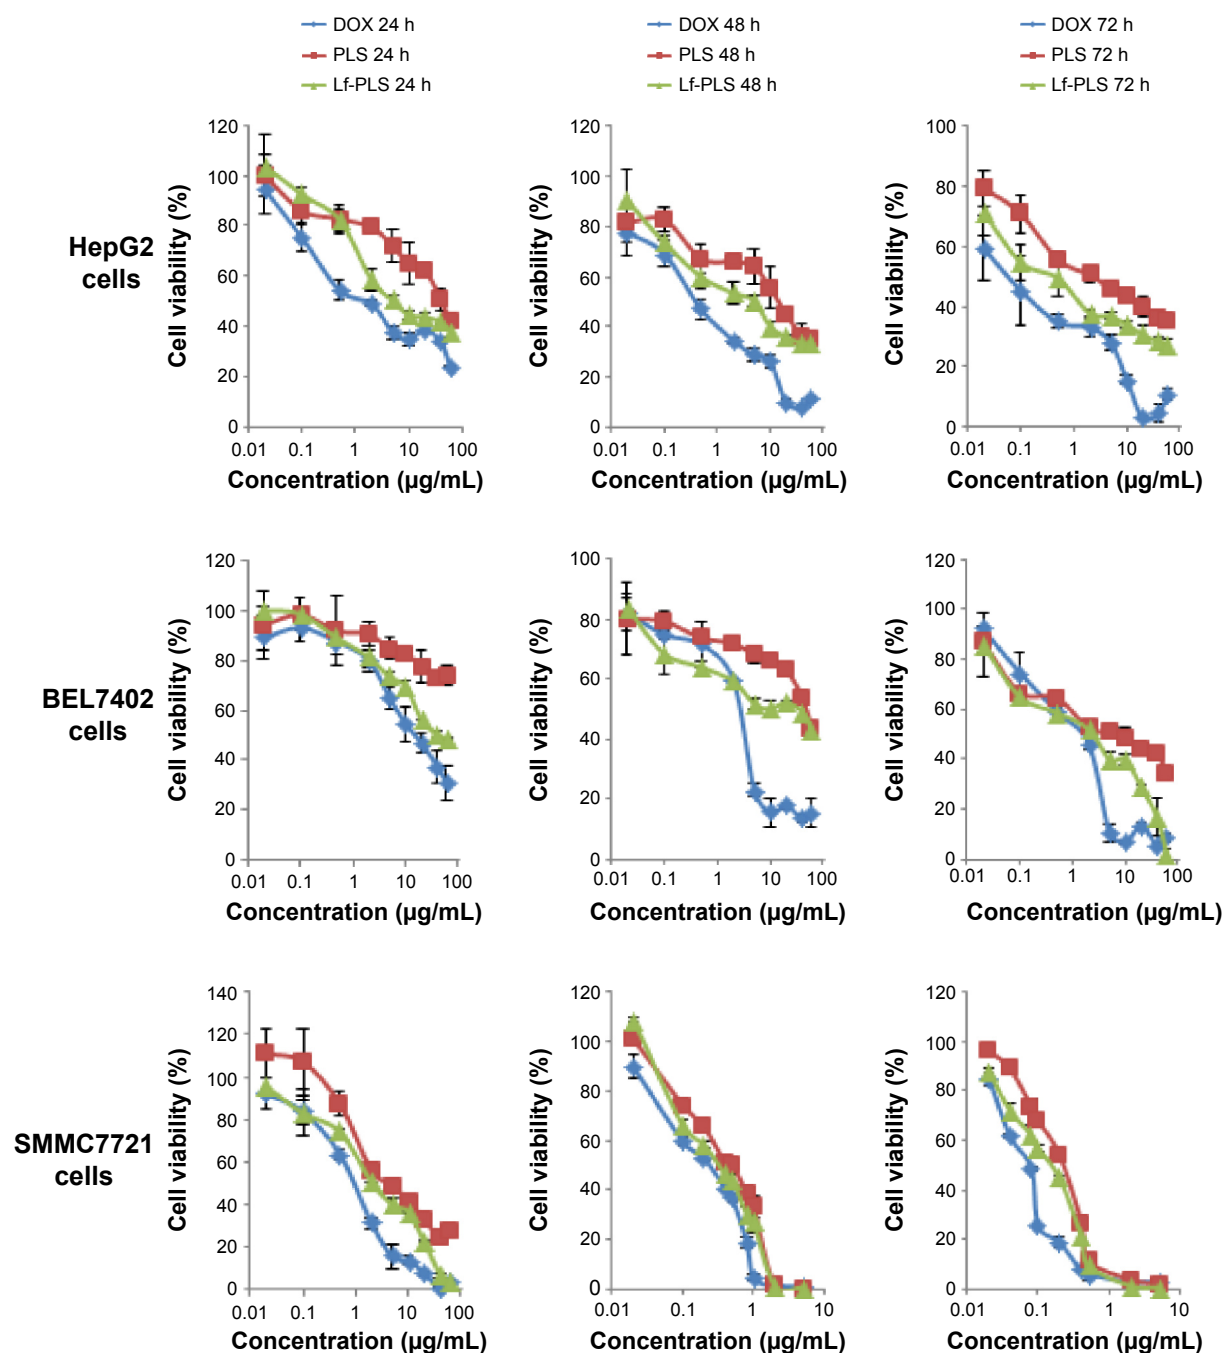 DOX 24 h
PLS 24 h
Lf-PLS 24 h
DOX 48 h
PLS 48 h
Lf-PLS 48 h
DOX 72 h
PLS 72 h
Lf-PLS 72 h
HepG2
cells
Cell viability (%)
120
100
80
60
40
20
0
0.01 0.1 1 10 100
Concentration (µg/mL)
Cell viability (%)
120
100
80
60
40
20
0
0.01 0.1 1 10 100
Concentration (µg/mL)
Cell viability (%)
100
80
60
40
20
0
0.01 0.1 1 10 100
Concentration (µg/mL)
BEL7402
cells
Cell viability (%)
120
100
80
60
40
20
0
0.01 0.1 1 10 100
Concentration (µg/mL)
Cell viability (%)
100
80
60
40
20
0
0.01 0.1 1 10 100
Concentration (µg/mL)
Cell viability (%)
120
100
80
60
40
20
0
0.01 0.1 1 10 100
Concentration (µg/mL)
SMMC7721
cells
Cell viability (%)
140
120
100
80
60
40
20
0
0.01 0.1 1 10 100
Concentration (µg/mL)
Cell viability (%)
120
100
80
60
40
20
0
0.01 0.1 1 10
Concentration (µg/mL)
Cell viability (%)
120
100
80
60
40
20
0
0.01 0.1 1 10
Concentration (µg/mL)